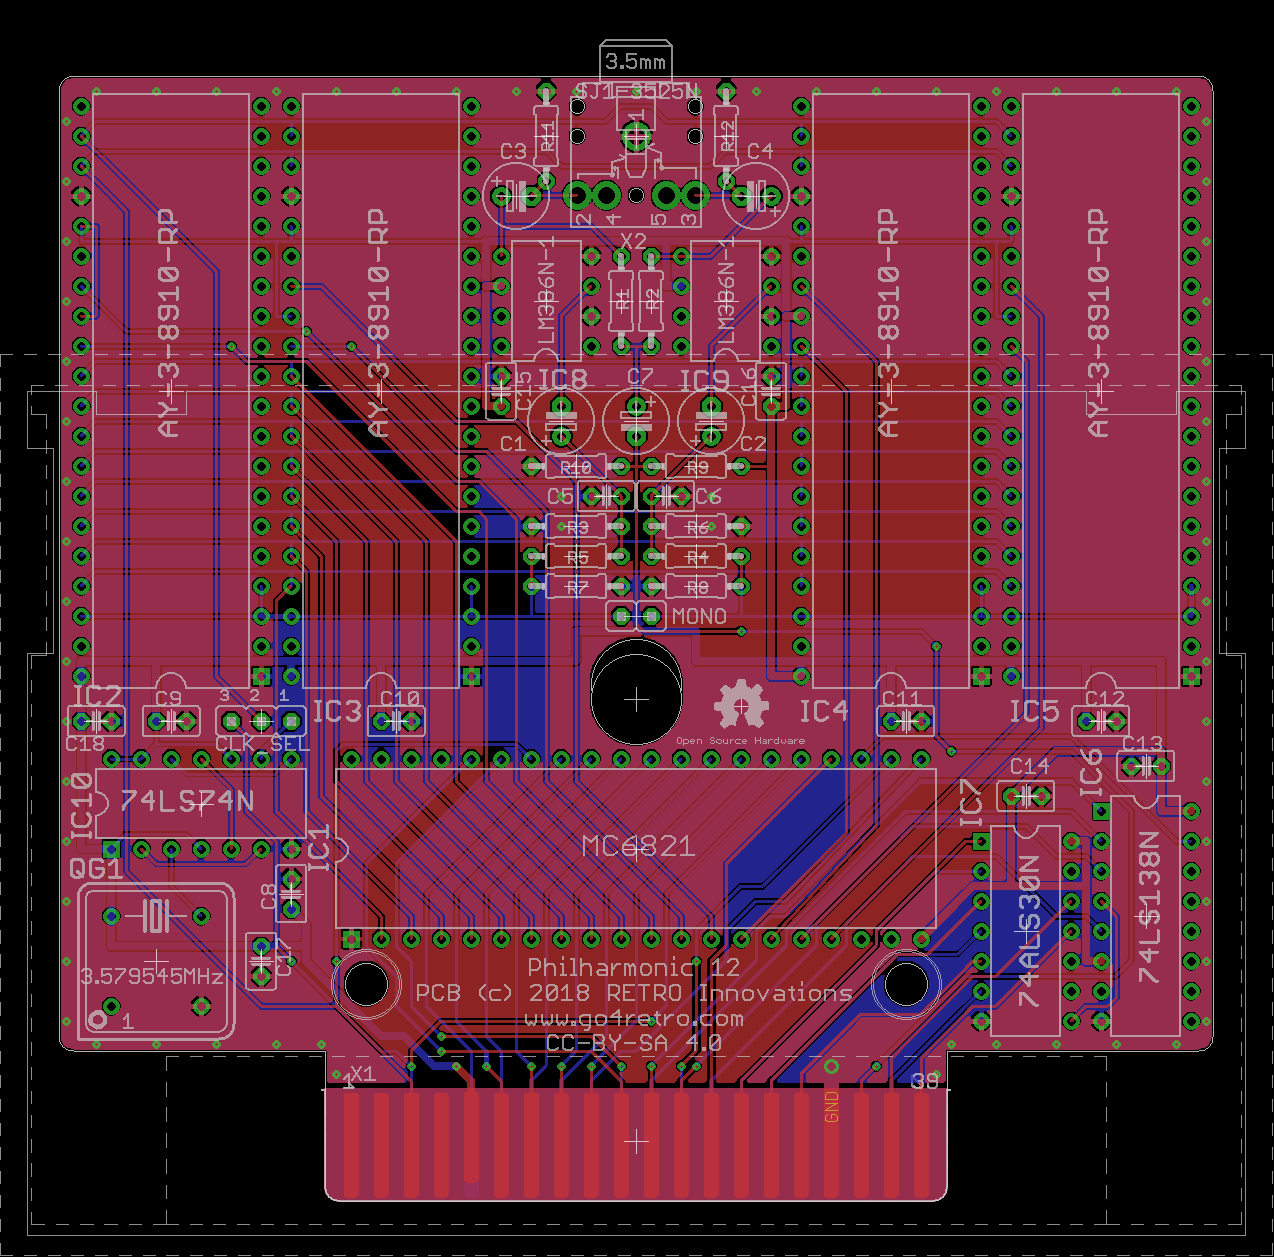 3.5mm
SJ1-3525N
1
R11
R12
C3
C4
2
4
5
3
X2
AY-3-8910-RP
AY-3-8910-RP
LM386N-1
R1
R2
LM386N-1
AY-3-8910-RP
AY-3-8910-RP
C15
IC8
C7
IC9
C16
C1
C2
R10
R9
C5
C6
R3
R6
R5
R4
R7
R8
MONO
IC2
C9
3
2
1
IC3
C10
IC4
C11
IC5
C12
C18
CLK_SEL
Open Source Hardware
C13
IC10
74LS74N
IC1
MC6821
IC7
C14
IC6
QG1
C8
74ALS30N
74LS138N
C17
3.579545MHz
1
Philharmonic 12
PCB (c) 2018 RETRO Innovations
www.go4retro.com
CC-BY-SA 4.0
X1
1
39
GND